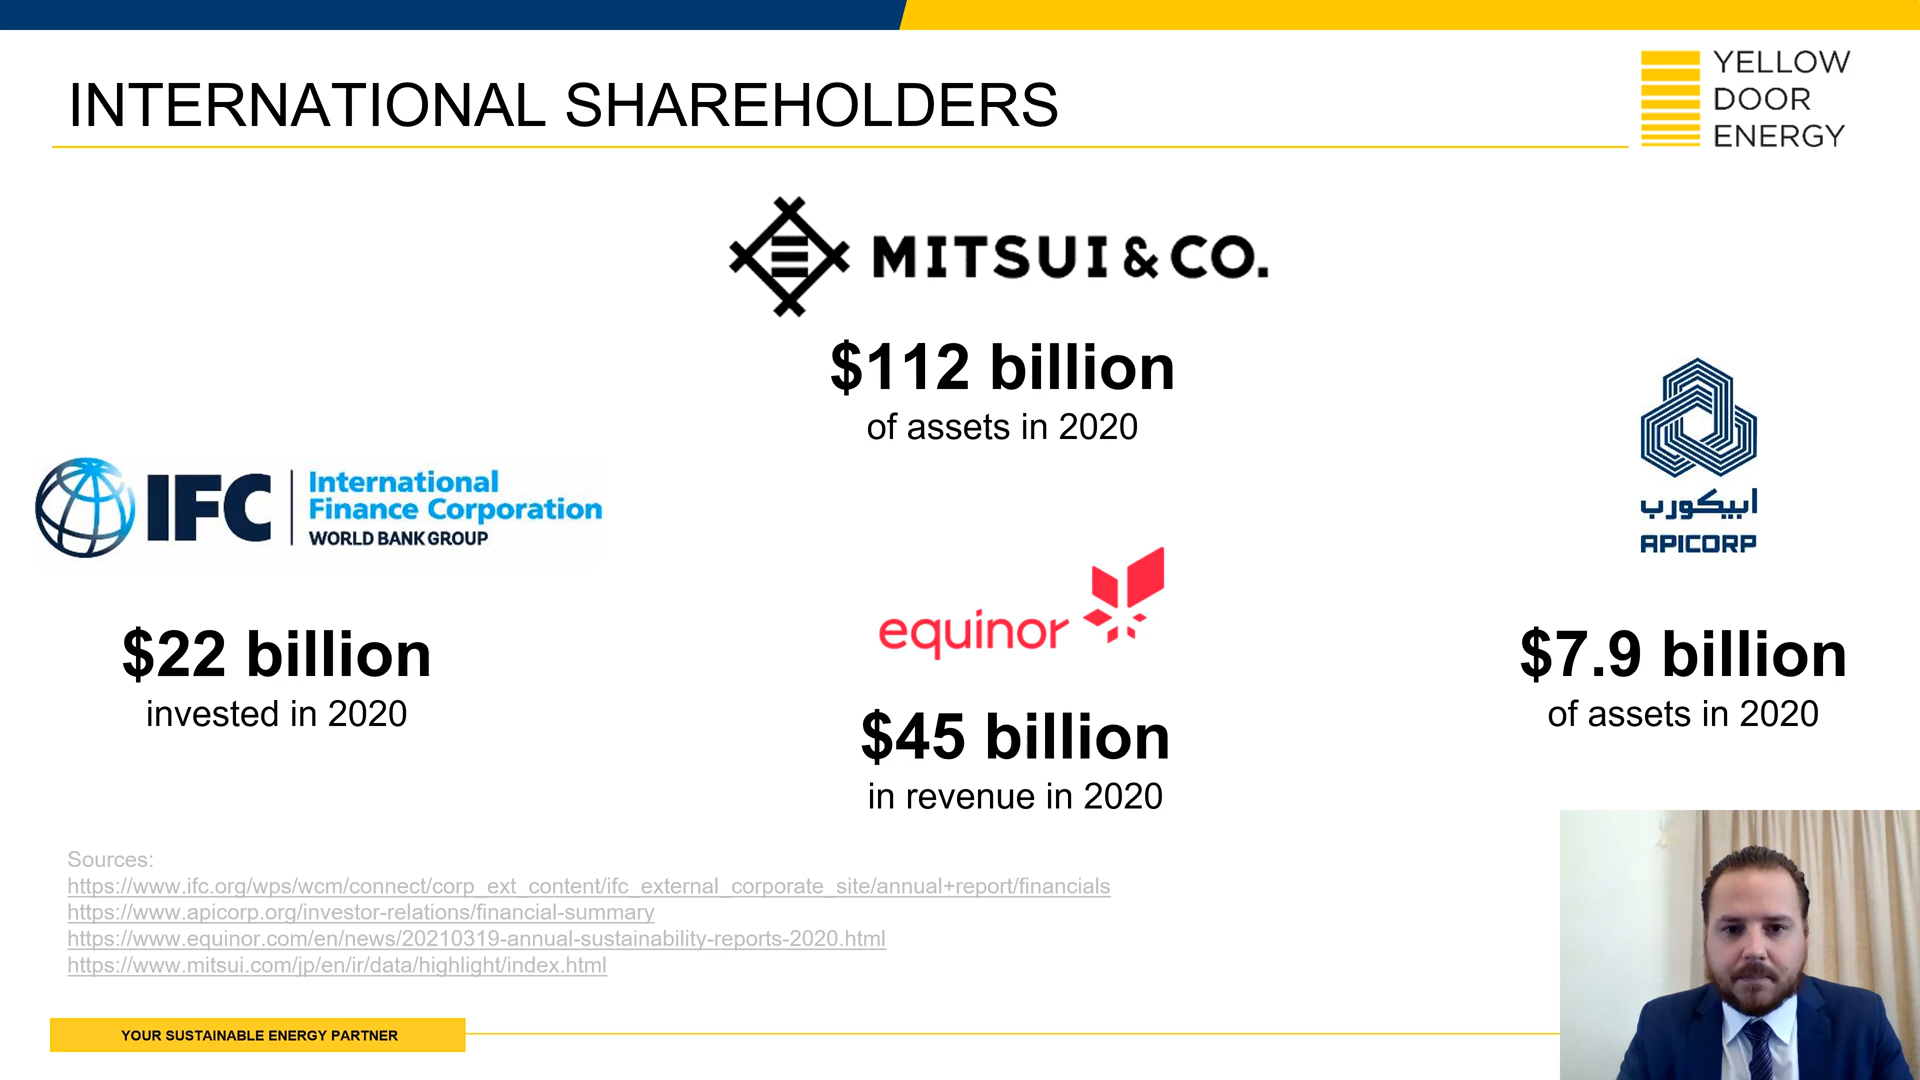 INTERNATIONAL SHAREHOLDERS
YELLOW
DOOR
ENERGY
MITSUI & CO.
$112 billion
of assets in 2020
IFC
International
Finance Corporation
WORLD BANK GROUP
$22 billion
invested in 2020
equinor
$45 billion
in revenue in 2020
ابيكورب
APICORP
$7.9 billion
of assets in 2020
Sources:
https://www.ifc.org/wps/wcm/connect/corp_ext_content/ifc_external_corporate_site/annual+report/financials
https://www.apicorp.org/investor-relations/financial-summary
https://www.equinor.com/en/news/20210319-annual-sustainability-reports-2020.html
https://www.mitsui.com/jp/en/ir/data/highlight/index.html
YOUR SUSTAINABLE ENERGY PARTNER